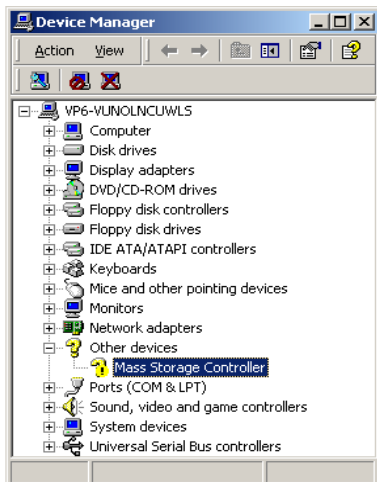 Device Manager
Action View
VP6-VUNOLNCUWLS
Computer
Disk drives
Display adapters
DVD/CD-ROM drives
Floppy disk controllers
Floppy disk drives
IDE ATA/ATAPI controllers
Keyboards
Mice and other pointing devices
Monitors
Network adapters
Other devices
Mass Storage Controller
Ports (COM & LPT)
Sound, video and game controllers
System devices
Universal Serial Bus controllers